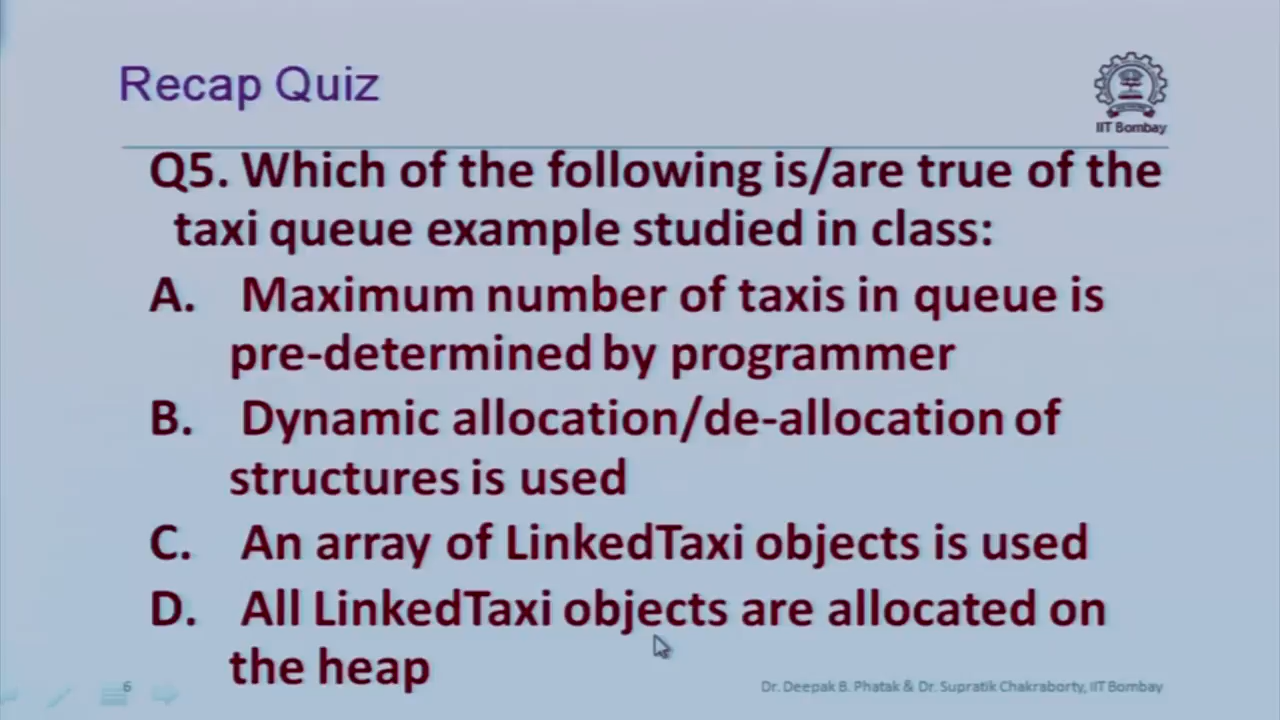 Recap Quiz
IIT Bombay
Q5. Which of the following is/are true of the
taxi queue example studied in class:
A. Maximum number of taxis in queue is
pre-determined by programmer
B. Dynamic allocation/de-allocation of
structures is used
C. An array of LinkedTaxi objects is used
D. All LinkedTaxi objects are allocated on
the heap
6
Dr. Deepak B. Phatak & Dr. Supratik Chakraborty, IIT Bombay